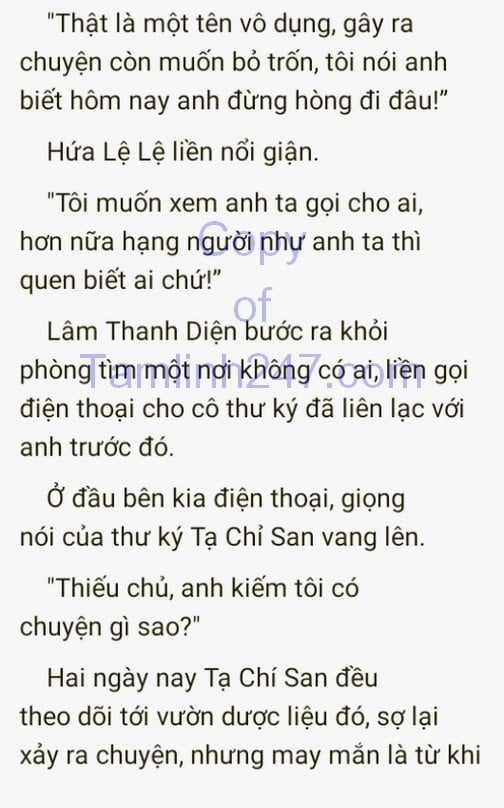 "Thật là một tên vô dụng, gây ra
chuyện còn muốn bỏ trốn, tôi nói anh
biết hôm nay anh đừng hòng đi đâu!”
Hứa Lệ Lệ liền nổi giận.
"Tôi muốn xem anh ta gọi cho ai,
hơn nữa hạng người như anh ta thì
quen biết ai chứ!”
Copy
of
Tamlinh247.com
Lâm Thanh Diện bước ra khỏi
phòng tìm một nơi không có ai, liền gọi
điện thoại cho cô thư ký đã liên lạc với
anh trước đó.
Ở đầu bên kia điện thoại, giọng
nói của thư ký Tạ Chỉ San vang lên.
"Thiếu chủ, anh kiếm tôi có
chuyện gì sao?"
Hai ngày nay Tạ Chí San đều
theo dõi tới vườn dược liệu đó, sợ lại
xảy ra chuyện, nhưng may mắn là từ khi